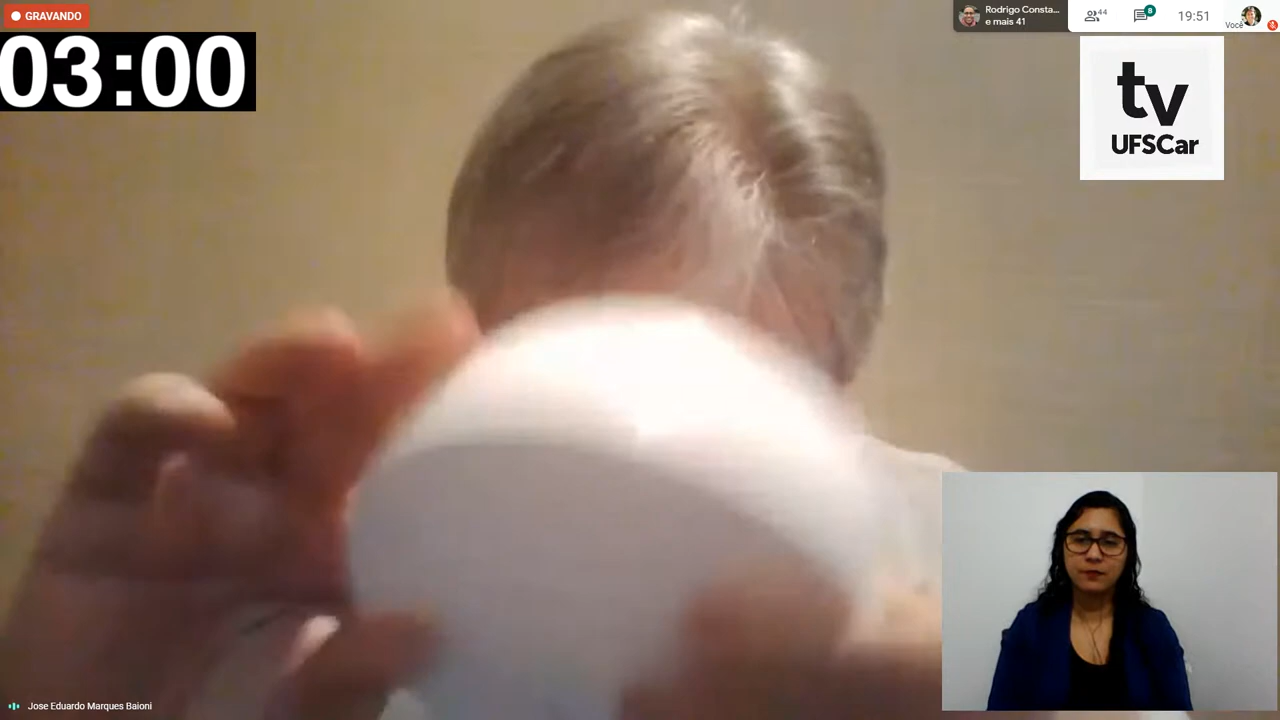 GRAVANDO
03:00
Rodrigo Consta...
e mais 41
44
8
19:51
Você
tv
UFSCar
Jose Eduardo Marques Baioni